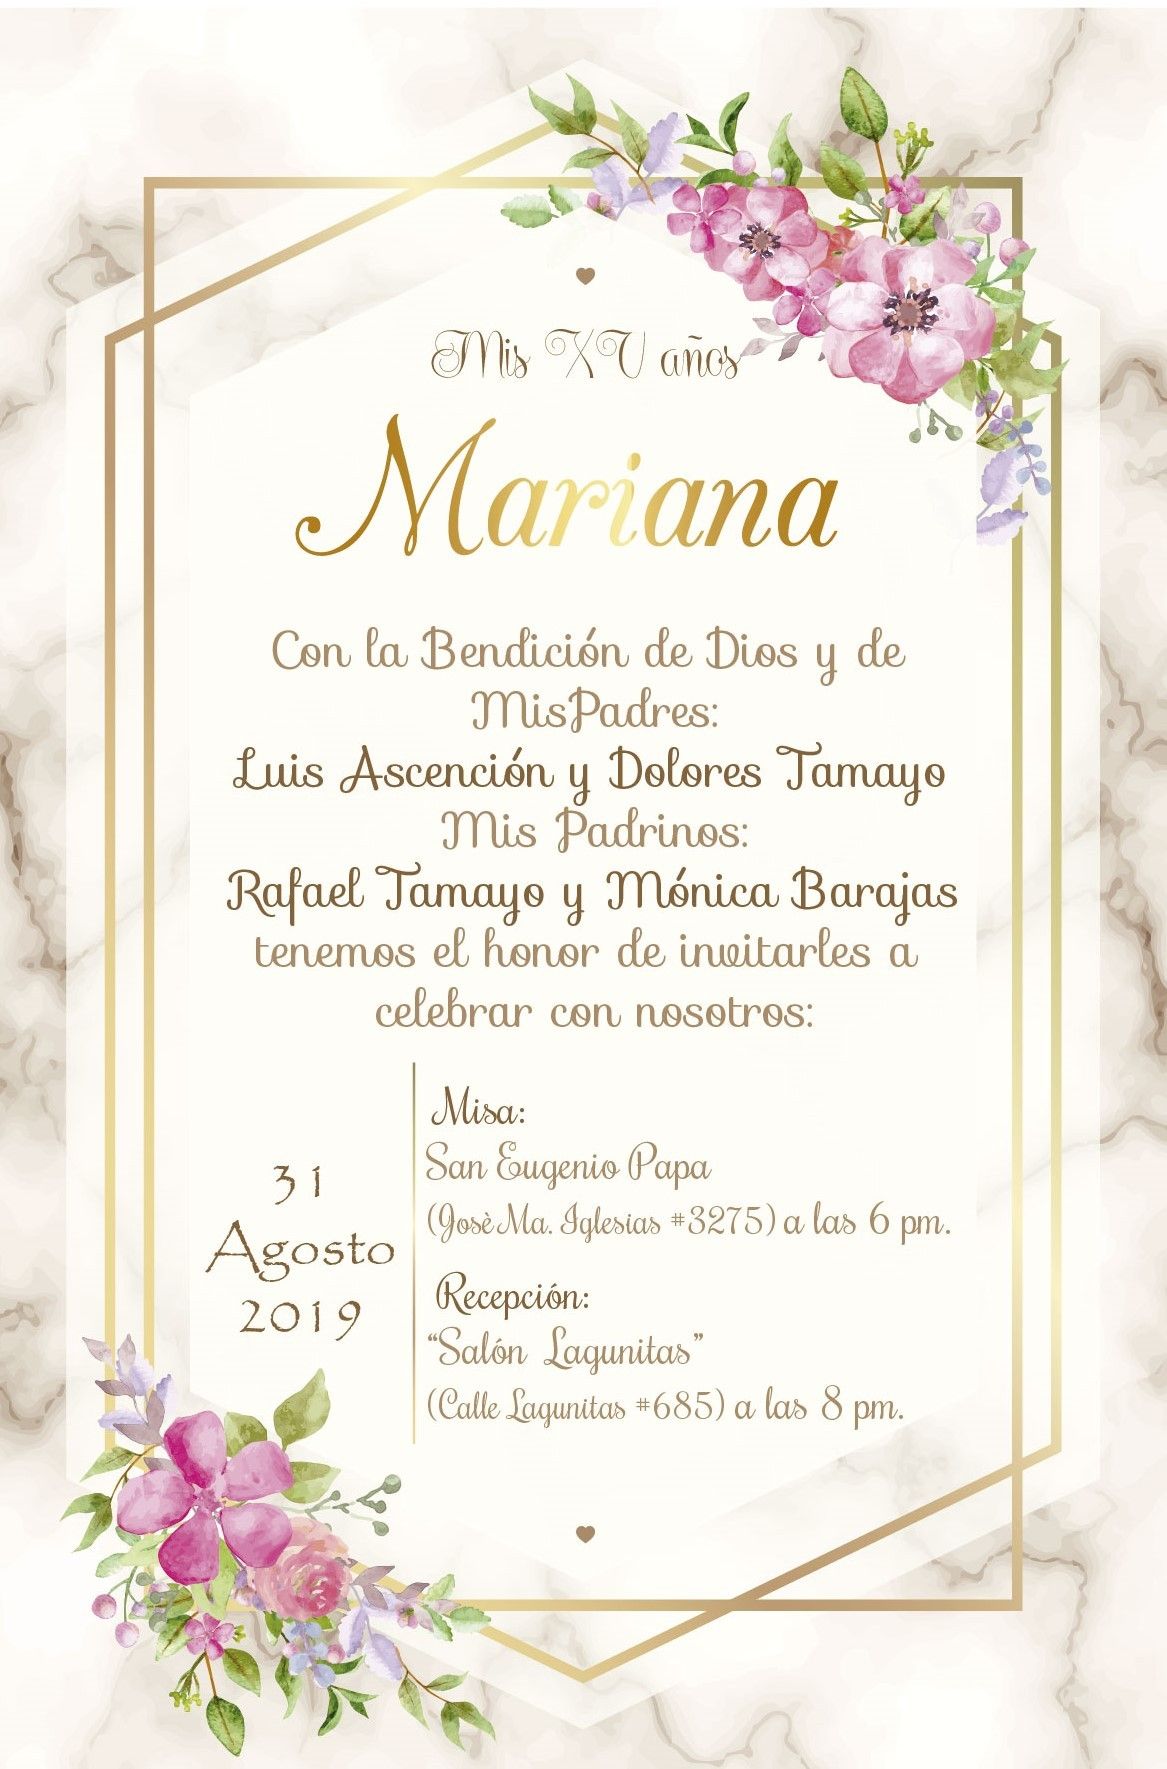 Mis XV años
Mariana
Con la Bendición de Dios y de
MisPadres:
Luis Ascención y Dolores Tamayo
Mis Padrinos:
Rafael Tamayo y Mónica Barajas
tenemos el honor de invitarles a
celebrar con nosotros:
31
Agosto
2019
Misa:
San Eugenio Papa
(Josè Ma. Iglesias #3275) a las 6 pm.
Recepción:
“Salón Lagunitas”
(Calle Lagunitas #685) a las 8 pm.